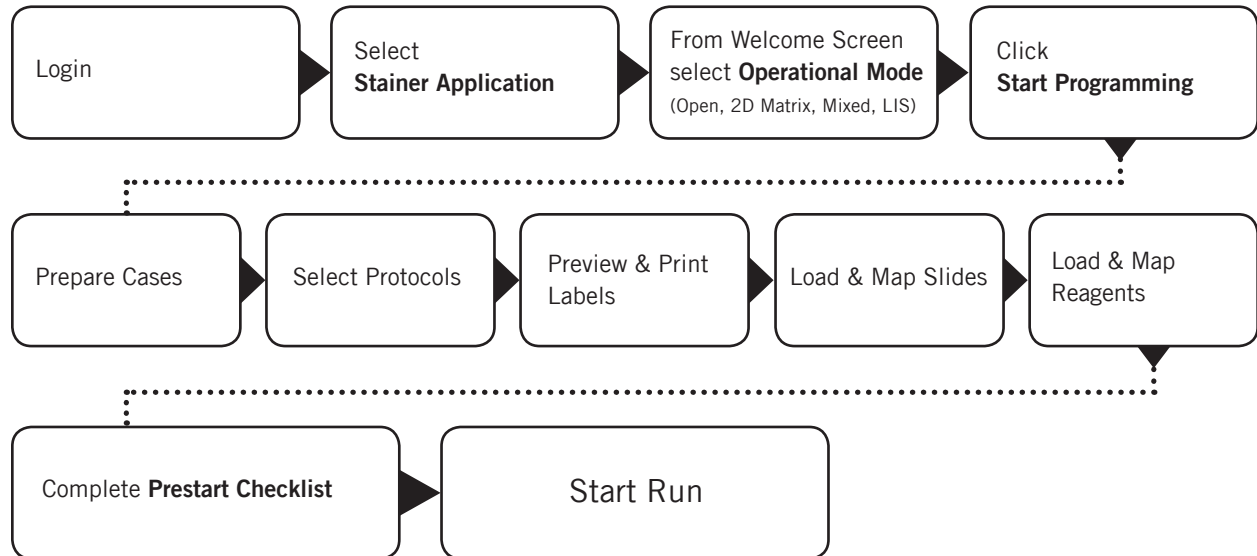 Login
Select
Stainer Application
From Welcome Screen
select Operational Mode
(Open, 2D Matrix, Mixed, LIS)
Click
Start Programming
Prepare Cases
Select Protocols
Preview & Print
Labels
Load & Map Slides
Load & Map
Reagents
Complete Prestart Checklist
Start Run